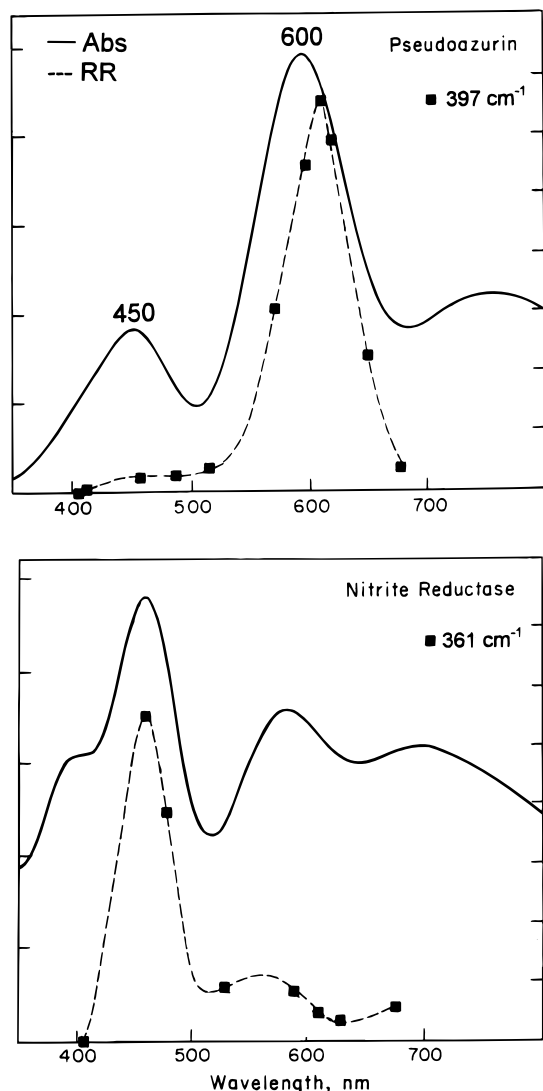 — Abs
--- RR
600
Pseudoazurin
■ 397 cm⁻¹
450
400 500 600 700
Nitrite Reductase
■ 361 cm⁻¹
400 500 600 700
Wavelength, nm